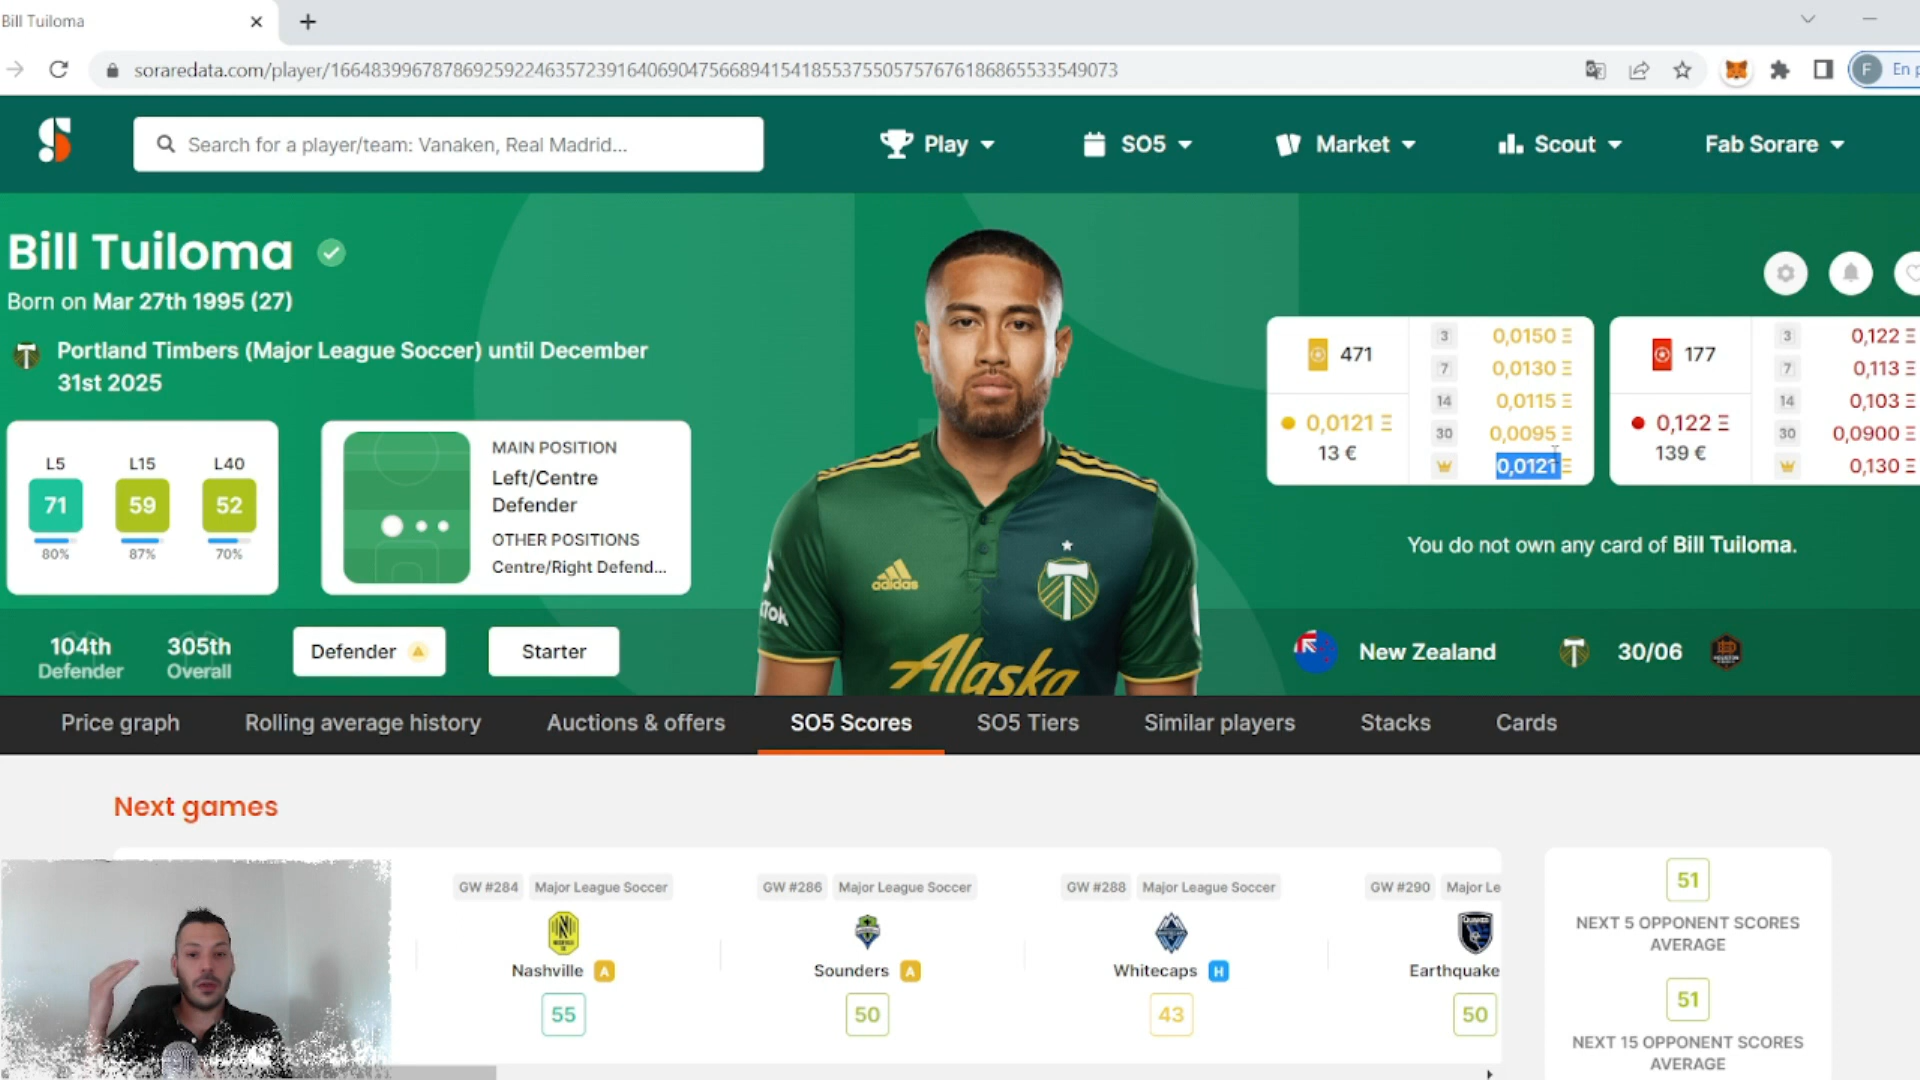 Bill Tuiloma
soraredata.com/player/16648399678786925922463572391640690475668941541855375505757676186865533549073
F
En p
Search for a player/team: Vanaken, Real Madrid...
Play
SO5
Market
Scout
Fab Sorare
Bill Tuiloma
Born on Mar 27th 1995 (27)
Portland Timbers (Major League Soccer) until December
31st 2025
L5
L15
L40
71
59
52
80%
87%
70%
MAIN POSITION
Left/Centre
Defender
OTHER POSITIONS
Centre/Right Defend...
104th
Defender
305th
Overall
Defender
Starter
adidas
Alaska
471
0,0121 Ξ
13 €
3 0,0150 Ξ
7 0,0130 Ξ
14 0,0115 Ξ
30 0,0095 Ξ
0,0121 Ξ
177
0,122 Ξ
139 €
3 0,122 Ξ
7 0,113 Ξ
14 0,103 Ξ
30 0,0900 Ξ
0,130 Ξ
You do not own any card of Bill Tuiloma.
New Zealand
30/06
Price graph
Rolling average history
Auctions & offers
SO5 Scores
SO5 Tiers
Similar players
Stacks
Cards
Next games
GW #284
Major League Soccer
Nashville A
55
GW #286
Major League Soccer
Sounders A
50
GW #288
Major League Soccer
Whitecaps H
43
GW #290
Major Le
Earthquake
50
51
NEXT 5 OPPONENT SCORES
AVERAGE
51
NEXT 15 OPPONENT SCORES
AVERAGE